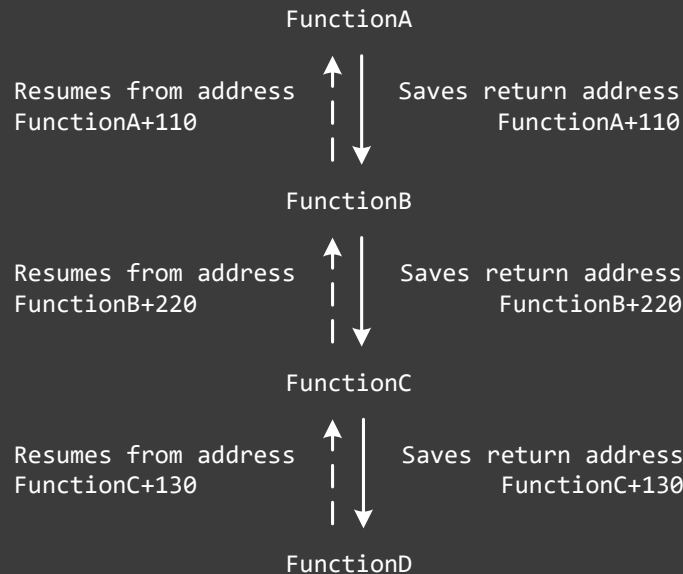 FunctionA
Resumes from address
FunctionA+110
Saves return address
FunctionA+110
FunctionB
Resumes from address
FunctionB+220
Saves return address
FunctionB+220
FunctionC
Resumes from address
FunctionC+130
Saves return address
FunctionC+130
FunctionD